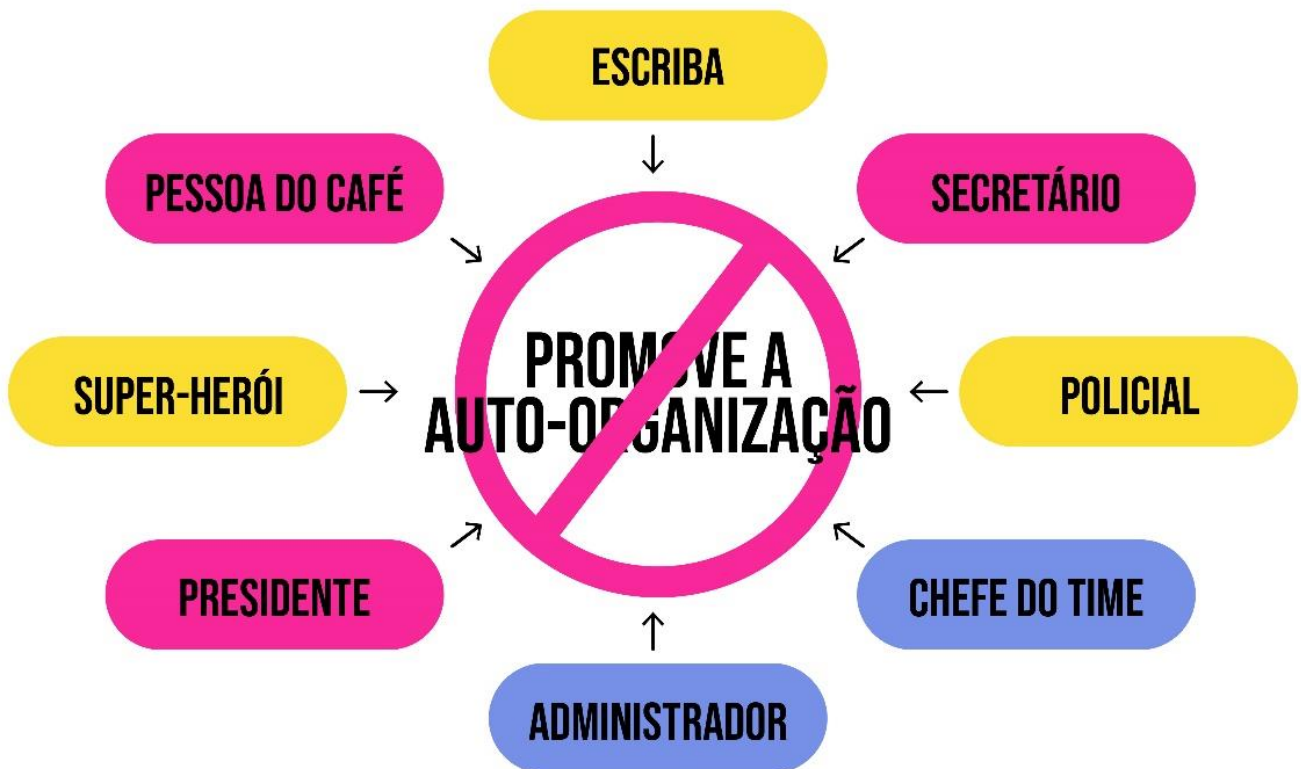 ESCRIBA
PESSOA DO CAFÉ
SECRETÁRIO
PROMOVE A
AUTO-ORGANIZAÇÃO
SUPER-HERÓI
POLICIAL
PRESIDENTE
CHEFE DO TIME
ADMINISTRADOR